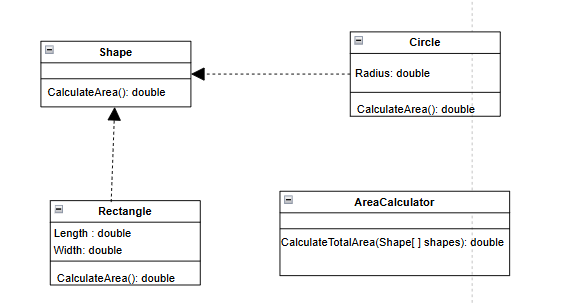 Shape
CalculateArea(): double
Circle
Radius: double
CalculateArea(): double
Rectangle
Length : double
Width: double
CalculateArea(): double
AreaCalculator
CalculateTotalArea(Shape[ ] shapes): double